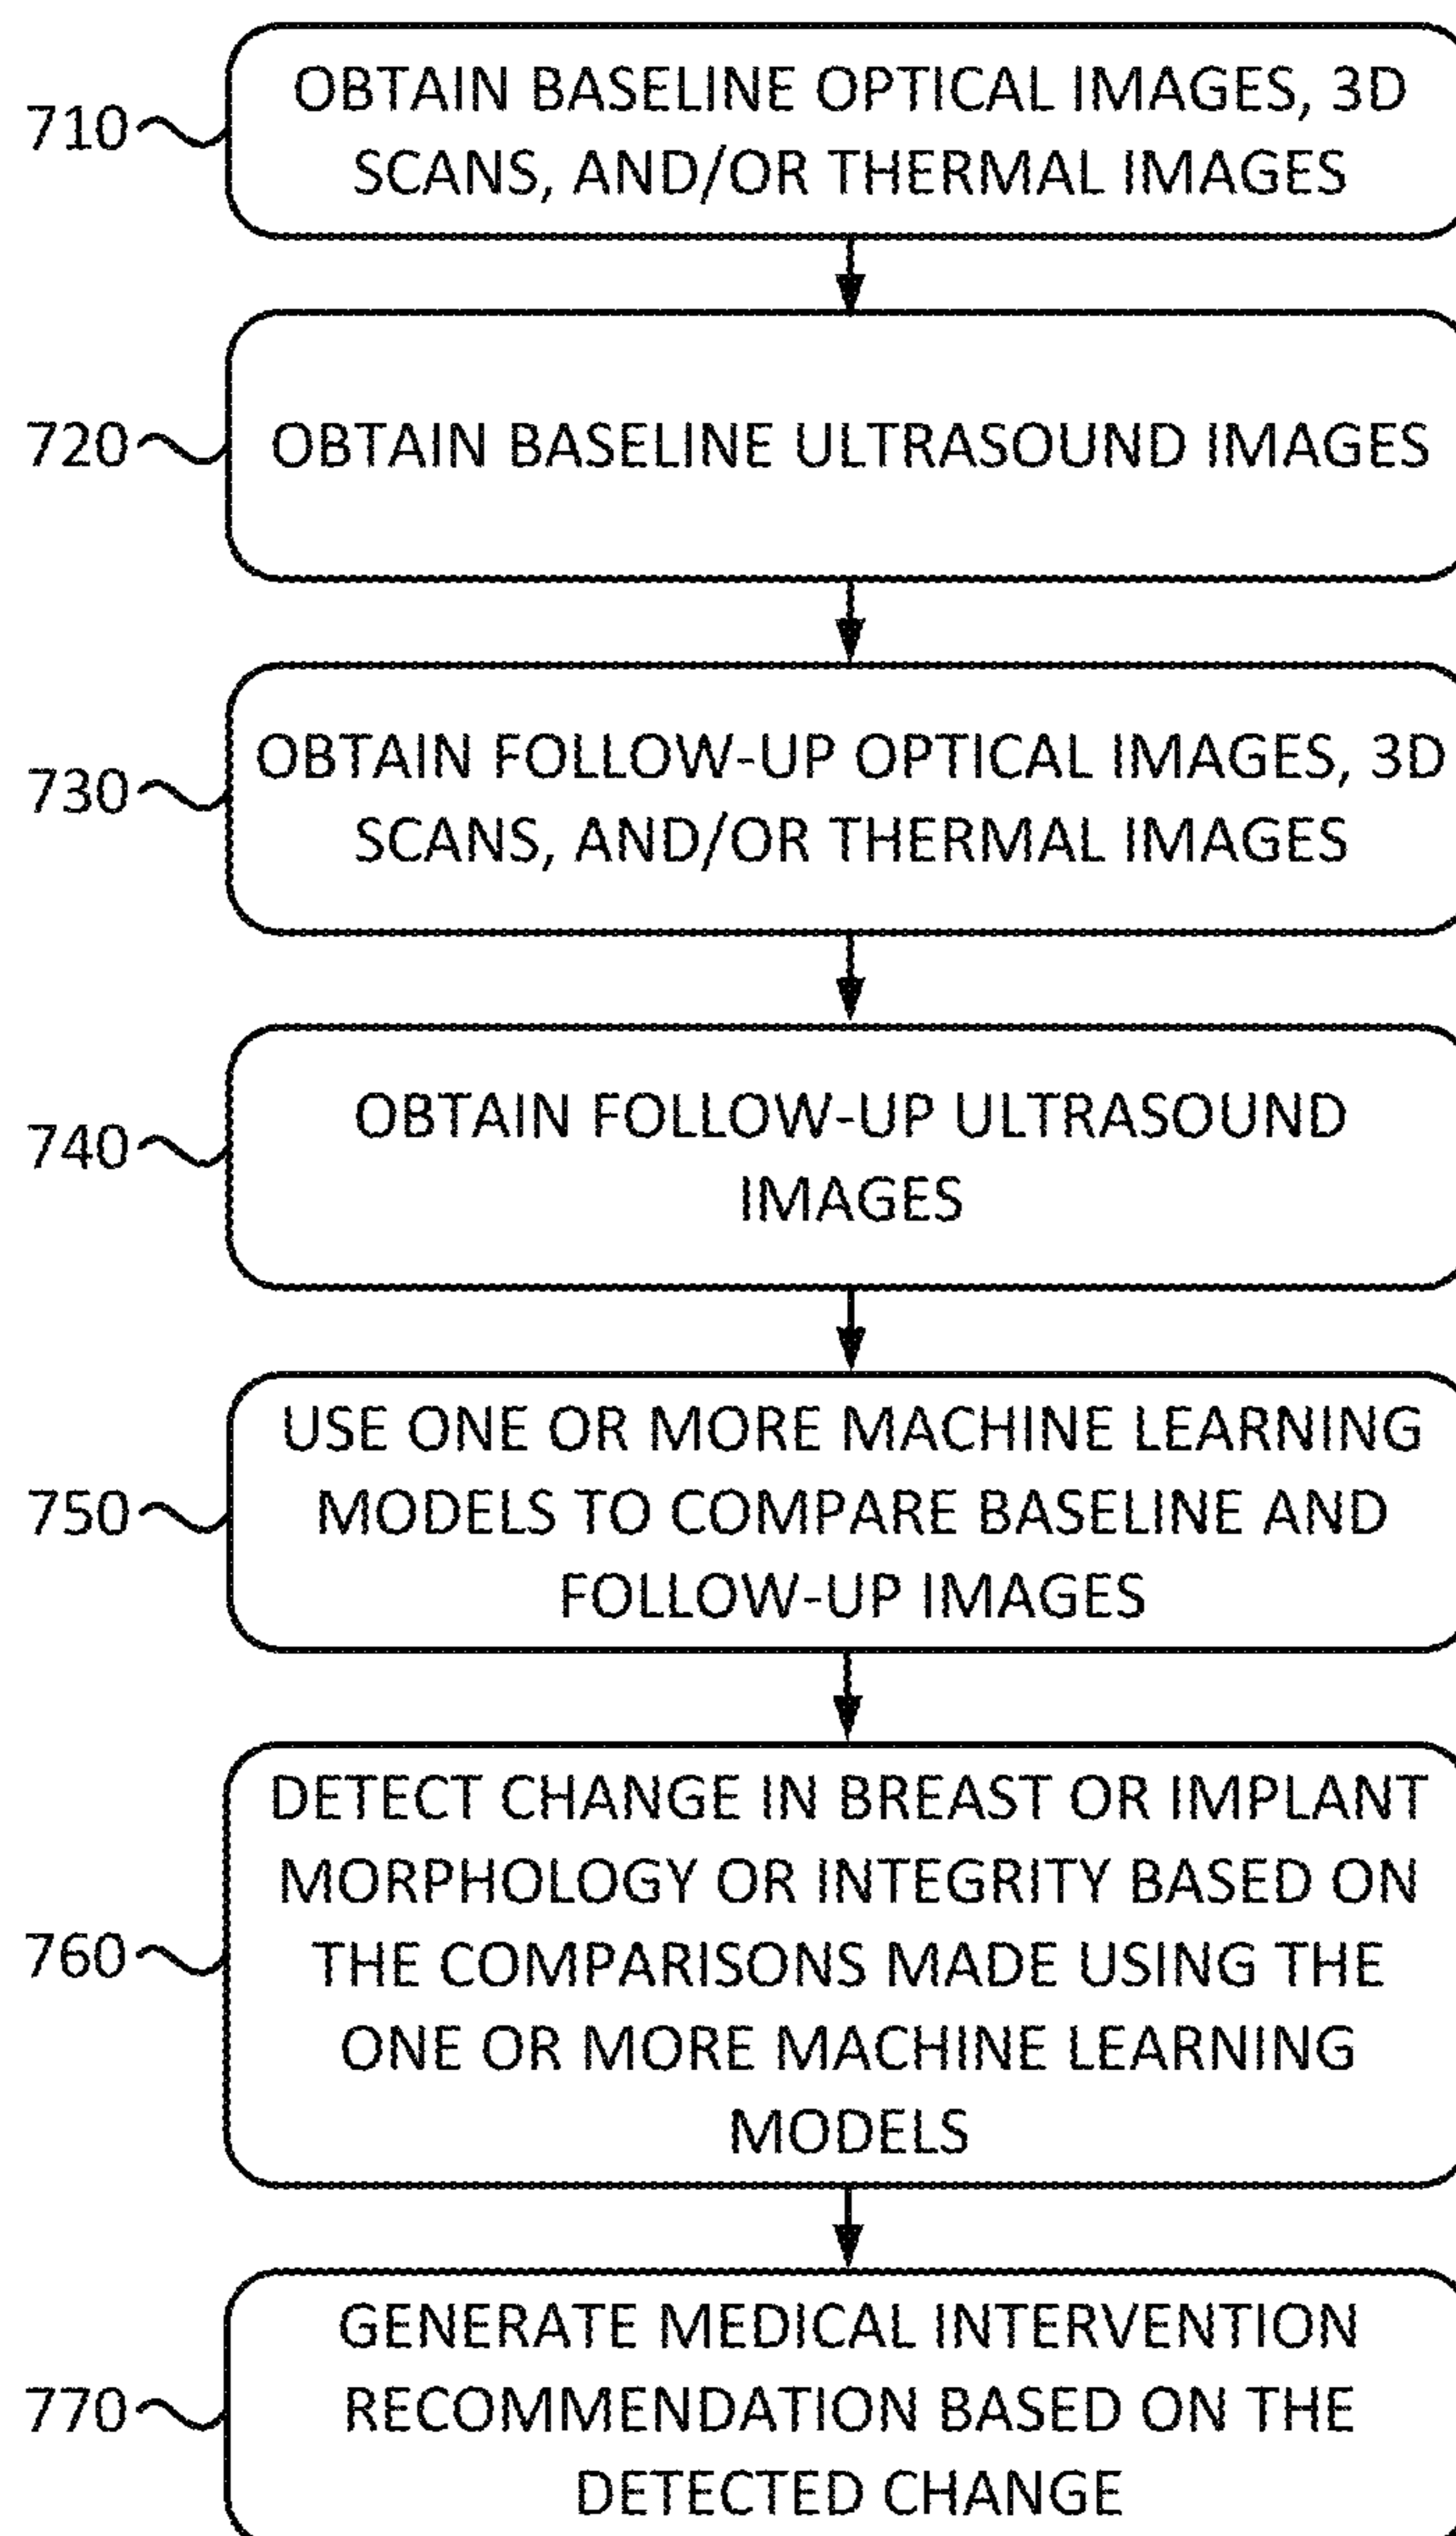 710
OBTAIN BASELINE OPTICAL IMAGES, 3D
SCANS, AND/OR THERMAL IMAGES
720
OBTAIN BASELINE ULTRASOUND IMAGES
730
OBTAIN FOLLOW-UP OPTICAL IMAGES, 3D
SCANS, AND/OR THERMAL IMAGES
740
OBTAIN FOLLOW-UP ULTRASOUND
IMAGES
750
USE ONE OR MORE MACHINE LEARNING
MODELS TO COMPARE BASELINE AND
FOLLOW-UP IMAGES
760
DETECT CHANGE IN BREAST OR IMPLANT
MORPHOLOGY OR INTEGRITY BASED ON
THE COMPARISONS MADE USING THE
ONE OR MORE MACHINE LEARNING
MODELS
770
GENERATE MEDICAL INTERVENTION
RECOMMENDATION BASED ON THE
DETECTED CHANGE